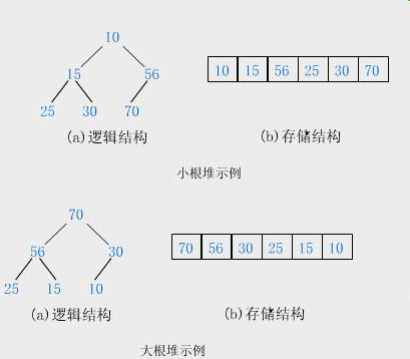 10
15 56
25 30 70
10 15 56 25 30 70
(a)逻辑结构 (b)存储结构
小根堆示例
70
56 30
25 15 10
70 56 30 25 15 10
(a)逻辑结构 (b)存储结构
大根堆示例